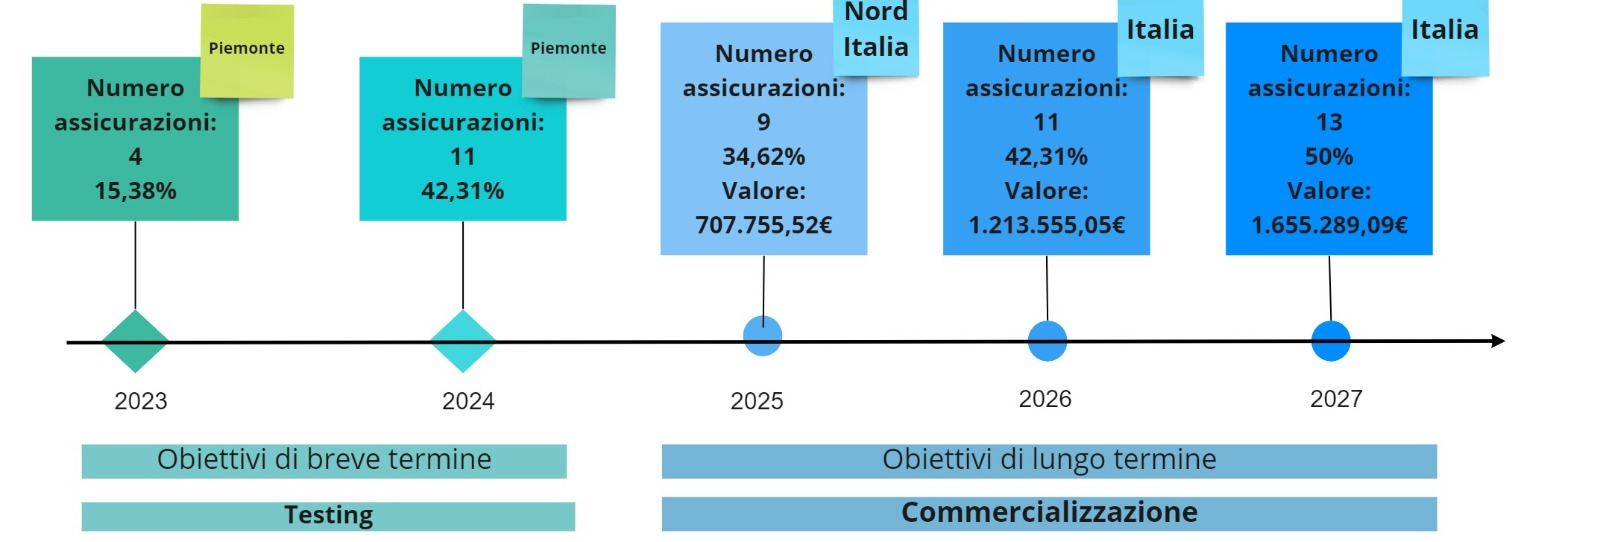 Piemonte
Numero
assicurazioni:
4
15,38%
Piemonte
Numero
assicurazioni:
11
42,31%
Nord
Italia
Numero
assicurazioni:
9
34,62%
Valore:
707.755,52€
Italia
Numero
assicurazioni:
11
42,31%
Valore:
1.213.555,05€
Italia
Numero
assicurazioni:
13
50%
Valore:
1.655.289,09€
2023
2024
2025
2026
2027
Obiettivi di breve termine
Obiettivi di lungo termine
Testing
Commercializzazione